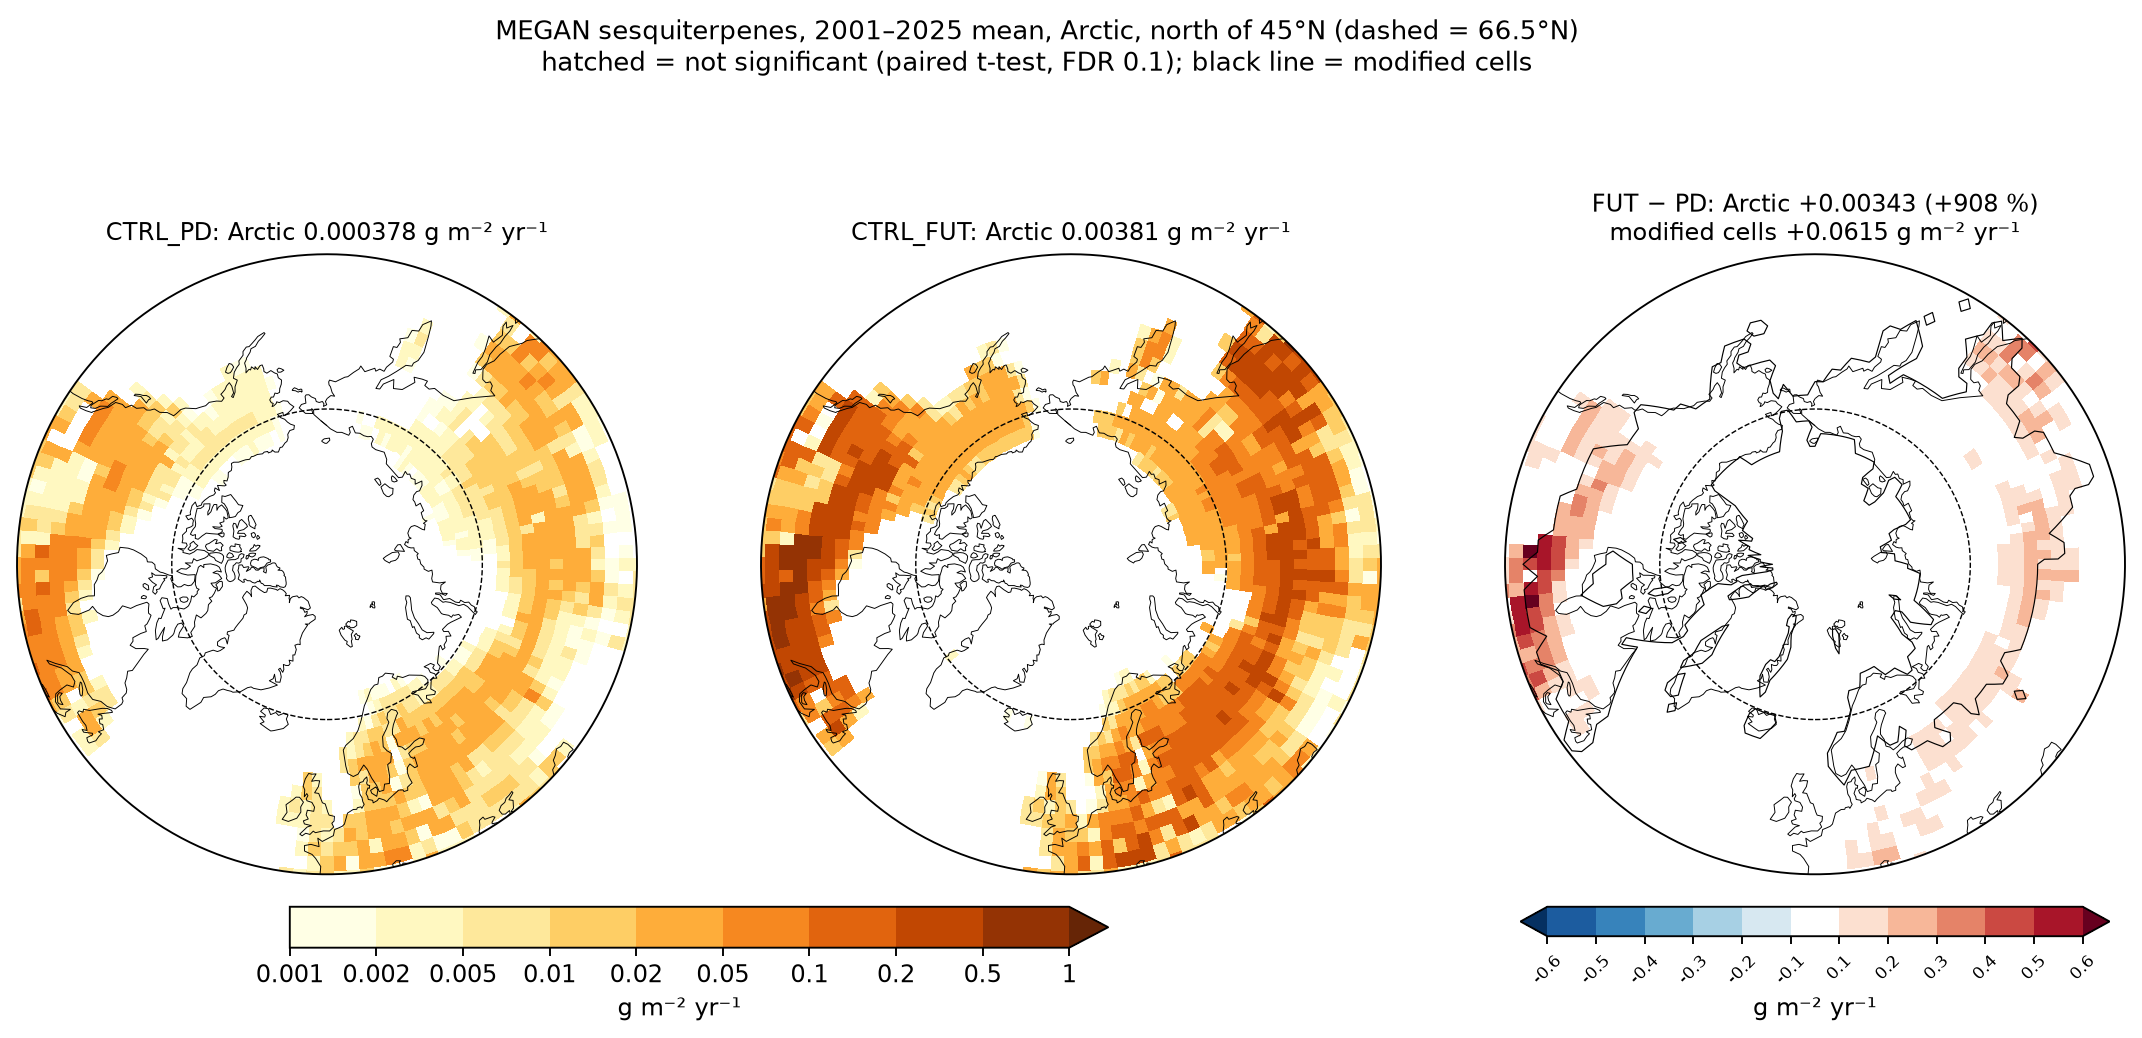 MEGAN sesquiterpenes, 2001–2025 mean, Arctic, north of 45°N (dashed = 66.5°N)
hatched = not significant (paired t-test, FDR 0.1); black line = modified cells
CTRL_PD: Arctic 0.000378 g m⁻² yr⁻¹
CTRL_FUT: Arctic 0.00381 g m⁻² yr⁻¹
FUT − PD: Arctic +0.00343 (+908 %)
modified cells +0.0615 g m⁻² yr⁻¹
0.001 0.002 0.005 0.01 0.02 0.05 0.1 0.2 0.5 1
g m⁻² yr⁻¹
-0.6 -0.5 -0.4 -0.3 -0.2 -0.1 0.1 0.2 0.3 0.4 0.5 0.6
g m⁻² yr⁻¹